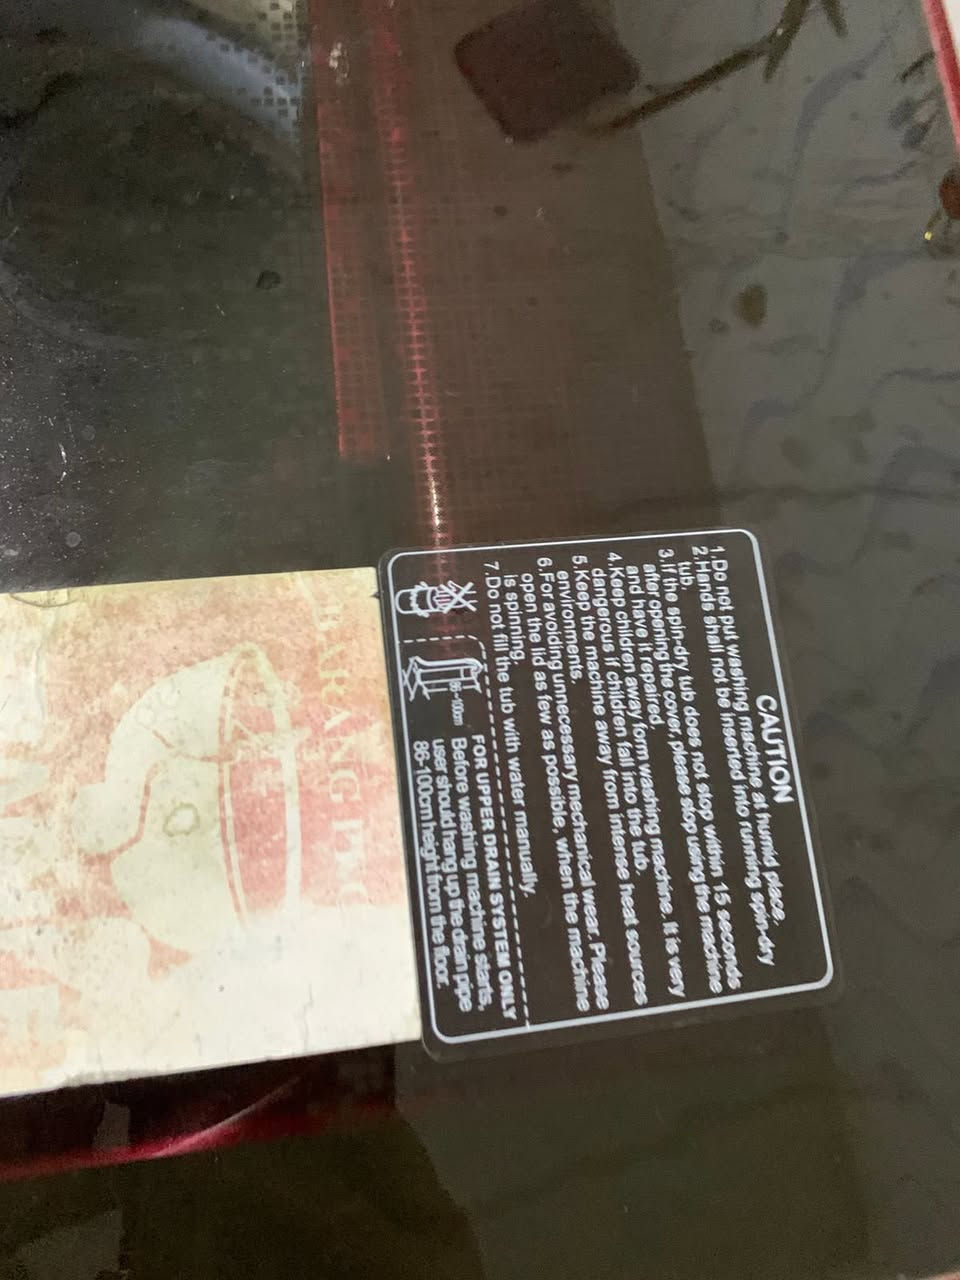 CAUTION
1.Do not put washing machine at humid place.
2.Hands shall not be inserted into running spin-dry
tub.
3.If the spin-dry tub does not stop within 15 seconds
after opening the cover, please stop using the machine
and have it repaired.
4.Keep children away form washing machine. It is very
dangerous if children fall into the tub.
5.Keep the machine away from intense heat sources
environments.
6.For avoiding unnecessary mechanical wear. Please
open the lid as few as possible, when the machine
is spinning.
7.Do not fill the tub with water manually.
FOR UPPER DRAIN SYSTEM ONLY
Before washing machine starts,
user should hang up the drain pipe
86-100cm height from the floor.
86~100cm